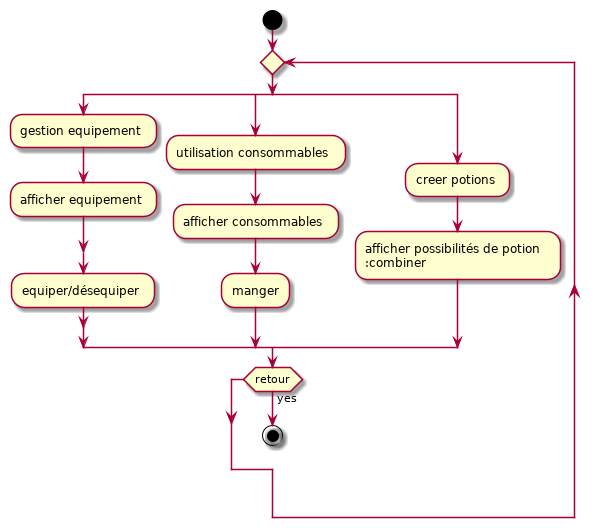 gestion equipement
afficher equipement
equiper/désequiper
utilisation consommables
afficher consommables
manger
creer potions
afficher possibilités de potion
:combiner
retour
yes